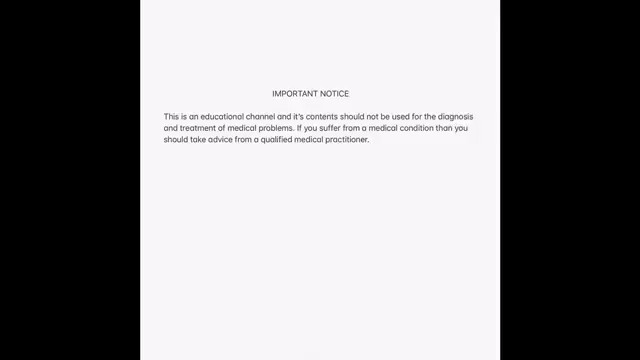 IMPORTANT NOTICE
This is an educational channel and it's contents should not be used for the diagnosis
and treatment of medical problems. If you suffer from a medical condition than you
should take advice from a qualified medical practitioner.